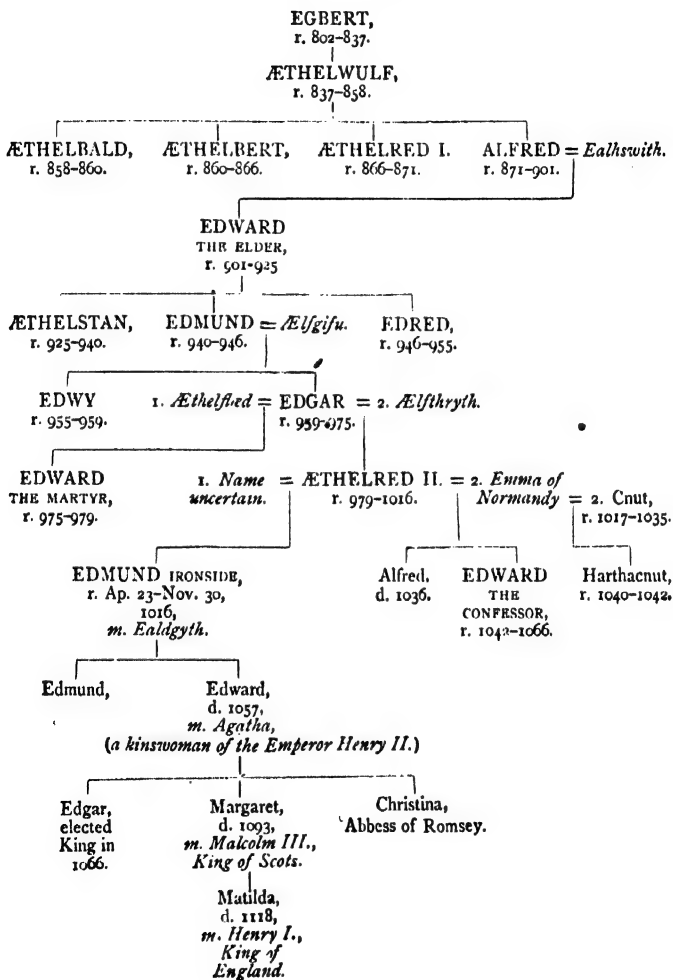 EGBERT,
r. 802-837.
ÆTHELWULF,
r. 837-858.
ÆTHELBALD, ÆTHELBERT, ÆTHELRED I. ALFRED = Ealhswith.
r. 858-860. r. 860-866. r. 866-871. r. 871-901.
EDWARD
THE ELDER,
r. 901-925
ÆTHELSTAN, EDMUND = Ælfgifu. EDRED,
r. 925-940. r. 940-946. r. 946-955.
EDWY 1. Æthelflæd = EDGAR = 2. Ælfthryth.
r. 955-959. r. 959-975.
EDWARD 1. Name = ÆTHELRED II. = 2. Emma of
THE MARTYR, uncertain. r. 979-1016. Normandy = 2. Cnut,
r. 975-979. r. 1017-1035.
EDMUND IRONSIDE, Alfred, EDWARD Harthacnut,
r. Ap. 23-Nov. 30, d. 1036. THE r. 1040-1042.
1016, CONFESSOR,
m. Ealdgyth. r. 1042-1066.
Edmund, Edward,
d. 1057,
m. Agatha,
(a kinswoman of the Emperor Henry II.)
Edgar, Margaret, Christina,
elected d. 1093, Abbess of Romsey.
King in m. Malcolm III.,
1066. King of Scots.
Matilda,
d. 1118,
m. Henry I.,
King of
England.